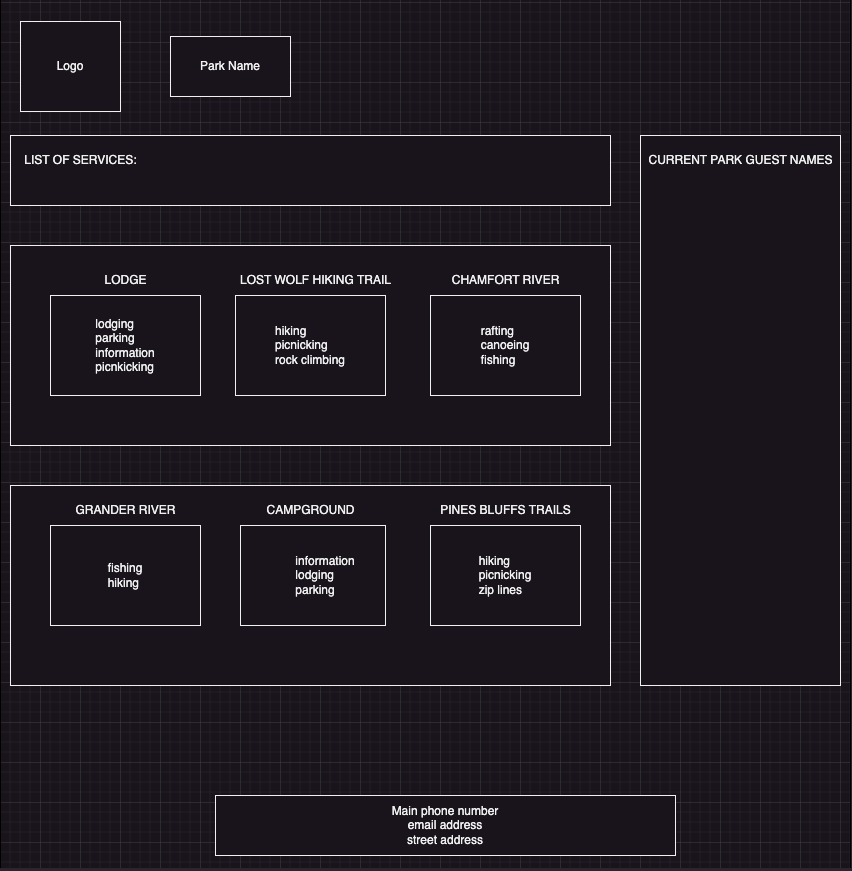 Logo
Park Name
LIST OF SERVICES:
CURRENT PARK GUEST NAMES
LODGE
lodging
parking
information
picnkicking
LOST WOLF HIKING TRAIL
hiking
picnicking
rock climbing
CHAMFORT RIVER
rafting
canoeing
fishing
GRANDER RIVER
fishing
hiking
CAMPGROUND
information
lodging
parking
PINES BLUFFS TRAILS
hiking
picnicking
zip lines
Main phone number
email address
street address